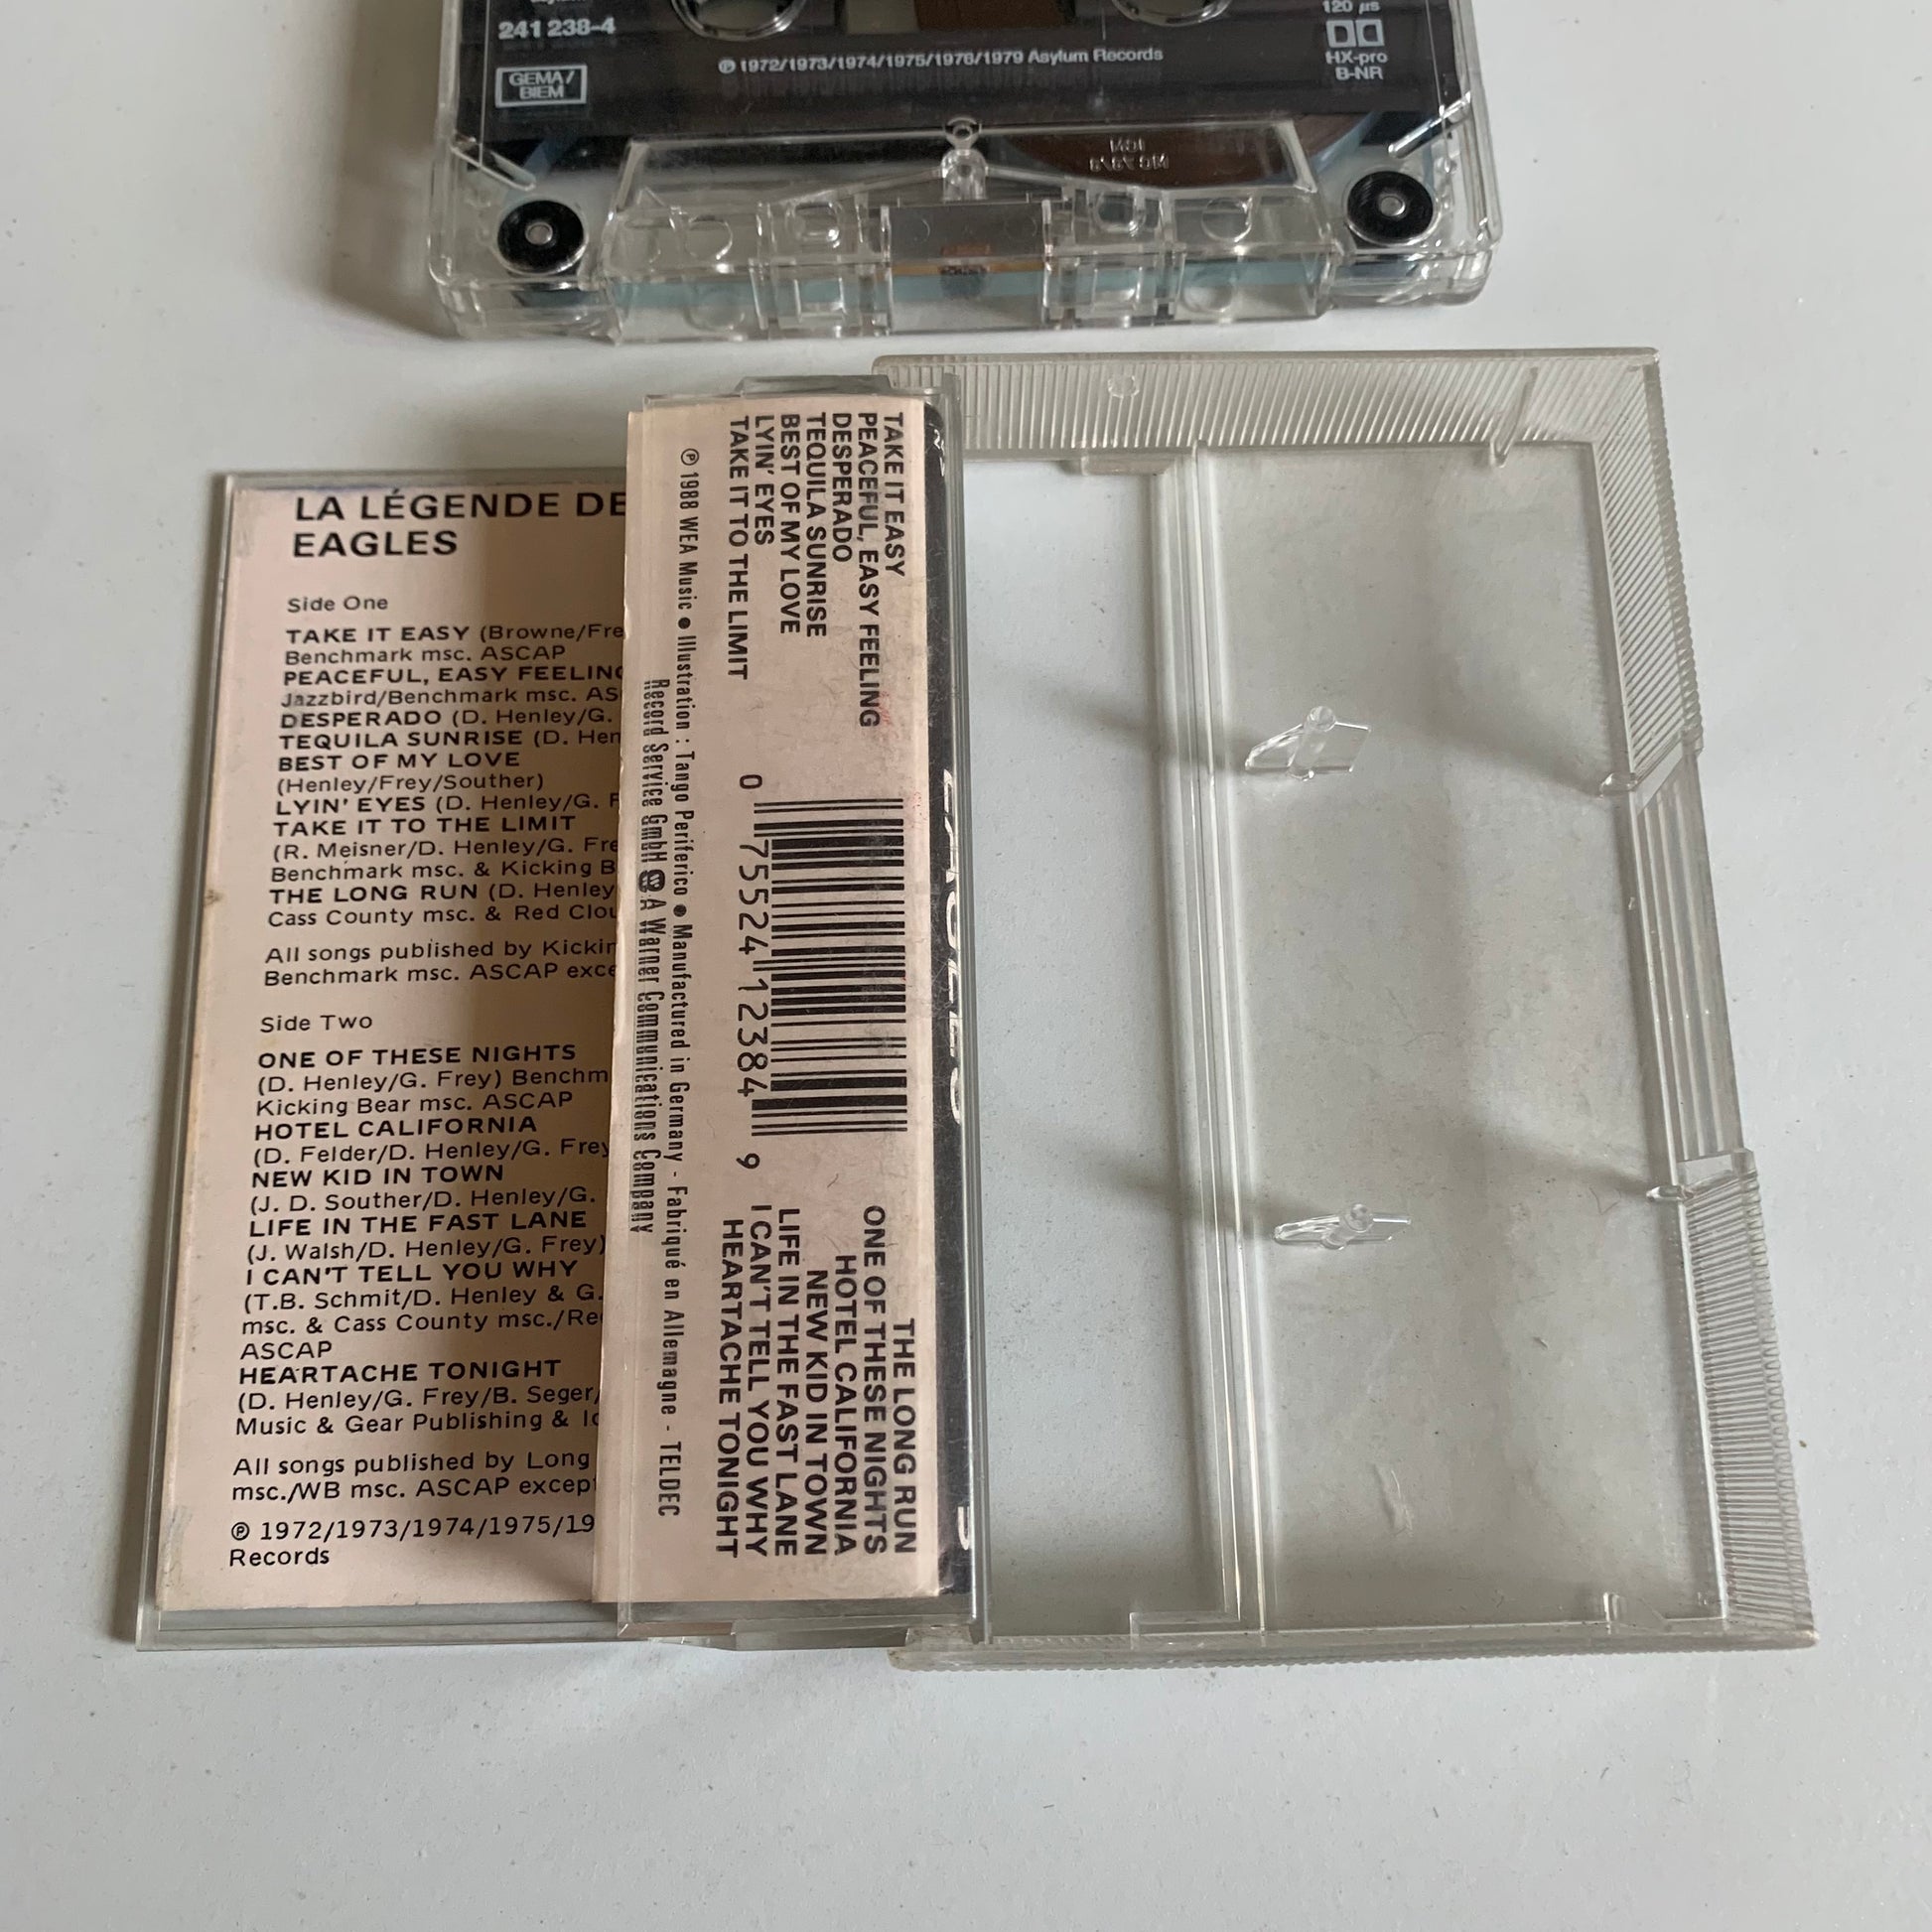 241 238-4
GEMA/
BIEM
℗ 1972/1973/1974/1975/1976/1979 Asylum Records
120 µs
HX-pro
B-NR
LA LÉGENDE DE
EAGLES
Side One
TAKE IT EASY (Browne/Fre
Benchmark msc. ASCAP
PEACEFUL, EASY FEELING
Jazzbird/Benchmark msc. AS
DESPERADO (D. Henley/G.
TEQUILA SUNRISE (D. Hen
BEST OF MY LOVE
(Henley/Frey/Souther)
LYIN' EYES (D. Henley/G. F
TAKE IT TO THE LIMIT
(R. Meisner/D. Henley/G. Fre
Benchmark msc. & Kicking B
THE LONG RUN (D. Henley
Cass County msc. & Red Clou
All songs published by Kickin
Benchmark msc. ASCAP exce
Side Two
ONE OF THESE NIGHTS
(D. Henley/G. Frey) Benchm
Kicking Bear msc. ASCAP
HOTEL CALIFORNIA
(D. Felder/D. Henley/G. Frey
NEW KID IN TOWN
(J. D. Souther/D. Henley/G.
LIFE IN THE FAST LANE
(J. Walsh/D. Henley/G. Frey)
I CAN'T TELL YOU WHY
(T.B. Schmit/D. Henley & G.
msc. & Cass County msc./Re
ASCAP
HEARTACHE TONIGHT
(D. Henley/G. Frey/B. Seger/
Music & Gear Publishing & Ic
All songs published by Long
msc./WB msc. ASCAP except
℗ 1972/1973/1974/1975/19
Records
TAKE IT EASY
PEACEFUL, EASY FEELING
DESPERADO
TEQUILA SUNRISE
BEST OF MY LOVE
LYIN' EYES
TAKE IT TO THE LIMIT
0 75524 12384 9
THE LONG RUN
ONE OF THESE NIGHTS
HOTEL CALIFORNIA
NEW KID IN TOWN
LIFE IN THE FAST LANE
I CAN'T TELL YOU WHY
HEARTACHE TONIGHT
℗ 1988 WEA Music ● Illustration : Tango Periferico ● Manufactured in Germany - Fabriqué en Allemagne - TELDEC
Record Service GmbH A Warner Communications Company